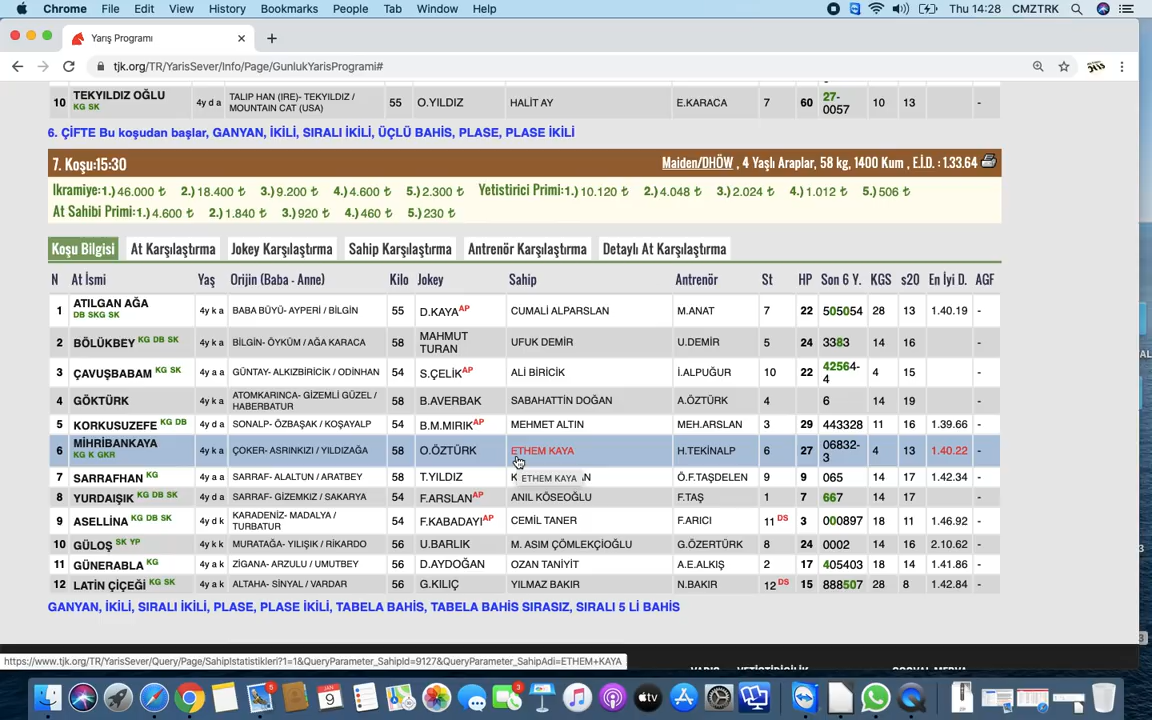 Chrome File Edit View History Bookmarks People Tab Window Help Thu 14:28 CMZTRK
Yarış Programı
tjk.org/TR/YarisSever/Info/Page/GunlukYarisProgrami#
10 TEKYILDIZ OĞLU KG SK 4y d a TALIP HAN (IRE)- TEKYILDIZ / MOUNTAIN CAT (USA) 55 O.YILDIZ HALİT AY E.KARACA 7 60 27-0057 10 13 -
6. ÇİFTE Bu koşudan başlar, GANYAN, İKİLİ, SIRALI İKİLİ, ÜÇLÜ BAHİS, PLASE, PLASE İKİLİ
7. Koşu:15:30 Maiden/DHÖW , 4 Yaşlı Araplar, 58 kg, 1400 Kum , E.İ.D. : 1.33.64
Ikramiye:1.) 46.000 ₺ 2.) 18.400 ₺ 3.) 9.200 ₺ 4.) 4.600 ₺ 5.) 2.300 ₺ Yetistirici Primi:1.) 10.120 ₺ 2.) 4.048 ₺ 3.) 2.024 ₺ 4.) 1.012 ₺ 5.) 506 ₺
At Sahibi Primi:1.) 4.600 ₺ 2.) 1.840 ₺ 3.) 920 ₺ 4.) 460 ₺ 5.) 230 ₺
Koşu Bilgisi At Karşılaştırma Jokey Karşılaştırma Sahip Karşılaştırma Antrenör Karşılaştırma Detaylı At Karşılaştırma
N At İsmi Yaş Orijin (Baba - Anne) Kilo Jokey Sahip Antrenör St HP Son 6 Y. KGS s20 En İyi D. AGF
1 ATILGAN AĞA DB SKG SK 4y k a BABA BÜYÜ- AYPERİ / BİLGİN 55 D.KAYA AP CUMALİ ALPARSLAN M.ANAT 7 22 505054 28 13 1.40.19 -
2 BÖLÜKBEY KG DB SK 4y k a BİLGİN- ÖYKÜM / AĞA KARACA 58 MAHMUT TURAN UFUK DEMİR U.DEMİR 5 24 3383 14 16 -
3 ÇAVUŞBABAM KG SK 4y a a GÜNTAY- ALKIZBİRİCİK / ODİNHAN 54 S.ÇELİK AP ALİ BİRİCİK İ.ALPUĞUR 10 22 42564-4 4 15 -
4 GÖKTÜRK 4y k a ATOMKARINCA- GİZEMLİ GÜZEL / HABERBATUR 58 B.AVERBAK SABAHATTİN DOĞAN A.ÖZTÜRK 4 6 14 19 -
5 KORKUSUZEFE KG DB 4y d a SONALP- ÖZBAŞAK / KOŞAYALP 54 B.M.MIRIK AP MEHMET ALTIN MEH.ARSLAN 3 29 443328 11 16 1.39.66 -
6 MİHRİBANKAYA KG K GKR 4y k a ÇOKER- ASRINKIZI / YILDIZAĞA 58 O.ÖZTÜRK ETHEM KAYA H.TEKİNALP 6 27 06832-3 4 13 1.40.22 -
7 SARRAFHAN KG 4y a a SARRAF- ALALTUN / ARATBEY 58 T.YILDIZ Ö.F.TAŞDELEN 9 9 065 14 17 1.42.34 -
ETHEM KAYA
8 YURDAIŞIK KG DB SK 4y d a SARRAF- GİZEMKIZ / SAKARYA 54 F.ARSLAN AP ANIL KÖSEOĞLU F.TAŞ 1 7 667 14 17 -
9 ASELLİNA KG DB SK 4y d k KARADENİZ- MADALYA / TURBATUR 54 F.KABADAYI AP CEMİL TANER F.ARICI 11 DS 3 000897 18 11 1.46.92 -
10 GÜLOŞ SK YP 4y k k MURATAĞA- YILIŞIK / RİKARDO 56 U.BARLIK M. ASIM ÇÖMLEKÇİOĞLU G.ÖZERTÜRK 8 24 0002 14 16 2.10.62 -
11 GÜNERABLA KG 4y a k ZİGANA- ARZULU / UMUTBEY 56 D.AYDOĞAN OZAN TANİYİT A.E.ALKIŞ 2 17 405403 18 14 1.41.86 -
12 LATİN ÇİÇEĞİ KG SK 4y a k ALTAHA- SİNYAL / VARDAR 56 G.KILIÇ YILMAZ BAKIR N.BAKIR 12 DS 15 888507 28 8 1.42.84 -
GANYAN, İKİLİ, SIRALI İKİLİ, PLASE, PLASE İKİLİ, TABELA BAHİS, TABELA BAHİS SIRASIZ, SIRALI 5 Lİ BAHİS
https://www.tjk.org/TR/YarisSever/Query/Page/SahipIstatistikleri?1=1&QueryParameter_SahipId=9127&QueryParameter_SahipAdi=ETHEM+KAYA